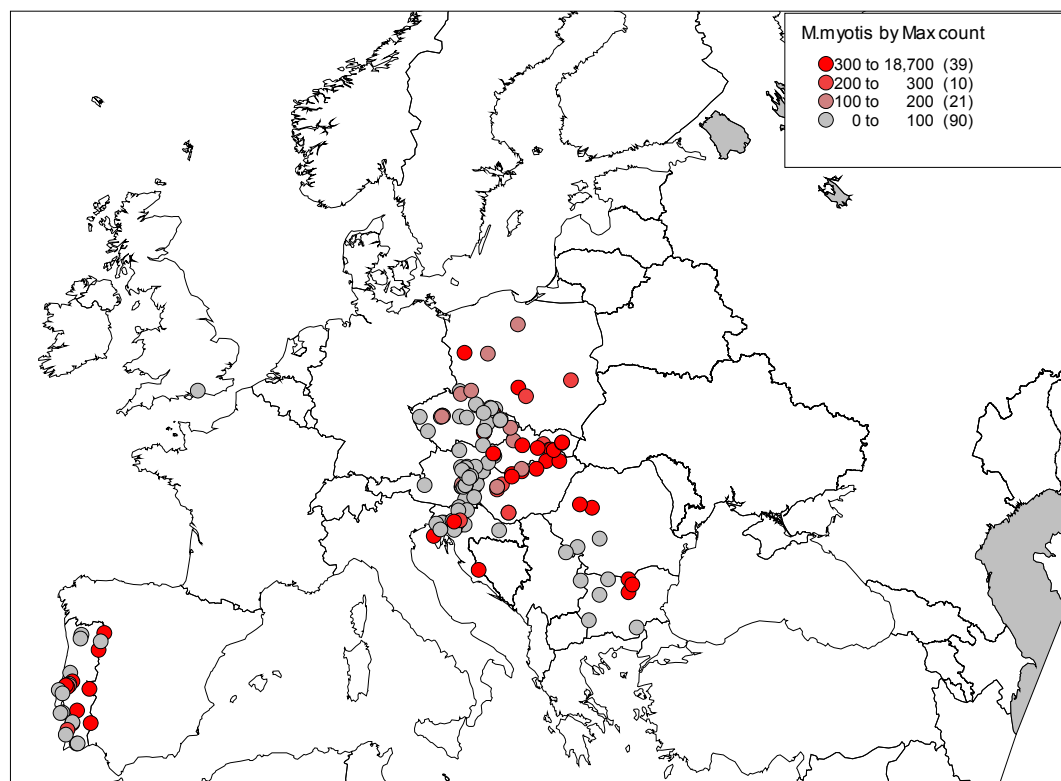 M.myotis by Max count
300 to 18,700 (39)
200 to 300 (10)
100 to 200 (21)
0 to 100 (90)